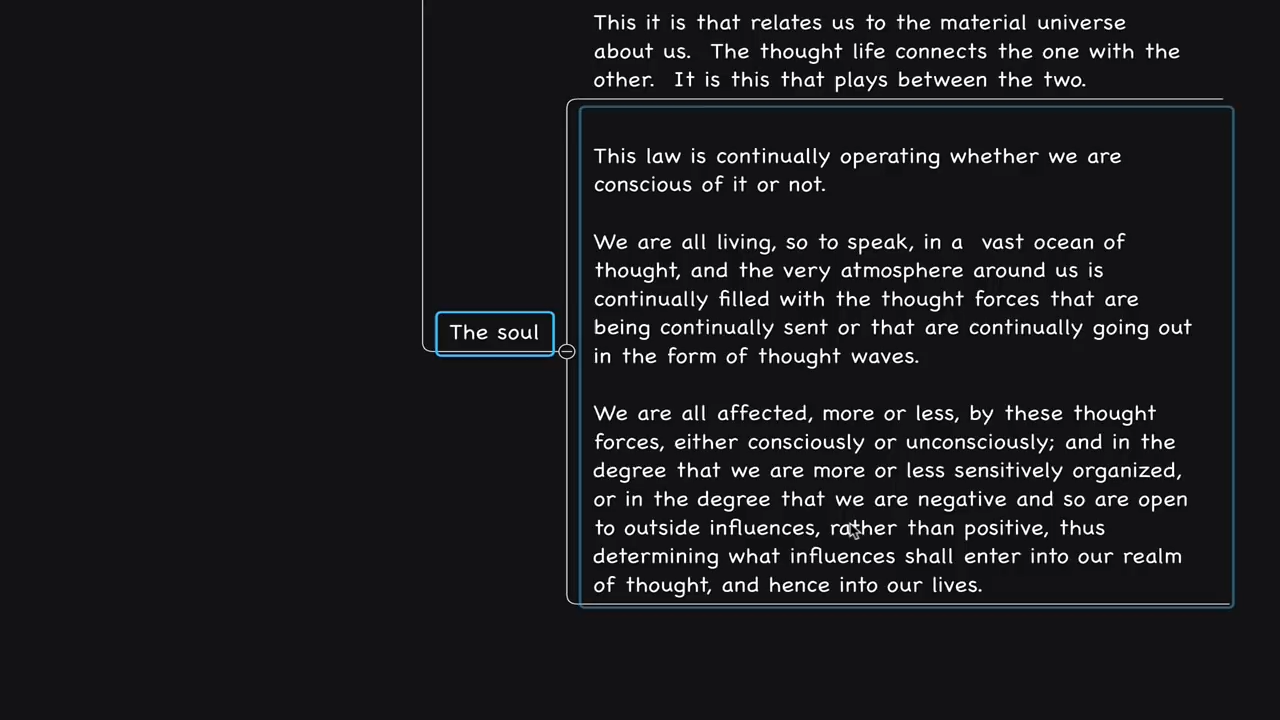 This it is that relates us to the material universe
about us.  The thought life connects the one with the
other.  It is this that plays between the two.
The soul
This law is continually operating whether we are
conscious of it or not.
We are all living, so to speak, in a  vast ocean of
thought, and the very atmosphere around us is
continually filled with the thought forces that are
being continually sent or that are continually going out
in the form of thought waves.
We are all affected, more or less, by these thought
forces, either consciously or unconsciously; and in the
degree that we are more or less sensitively organized,
or in the degree that we are negative and so are open
to outside influences, rather than positive, thus
determining what influences shall enter into our realm
of thought, and hence into our lives.